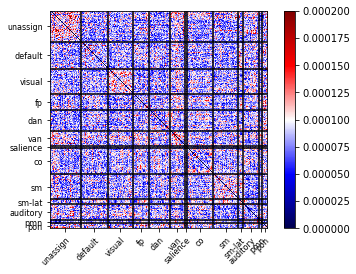 unassign
default
visual
fp
dan
van
salience
co
sm
sm-lat
auditory
pon
unassign
default
visual
fp
dan
van
salience
co
sm
sm-lat
auditory
0.000200
0.000175
0.000150
0.000125
0.000100
0.000075
0.000050
0.000025
0.000000